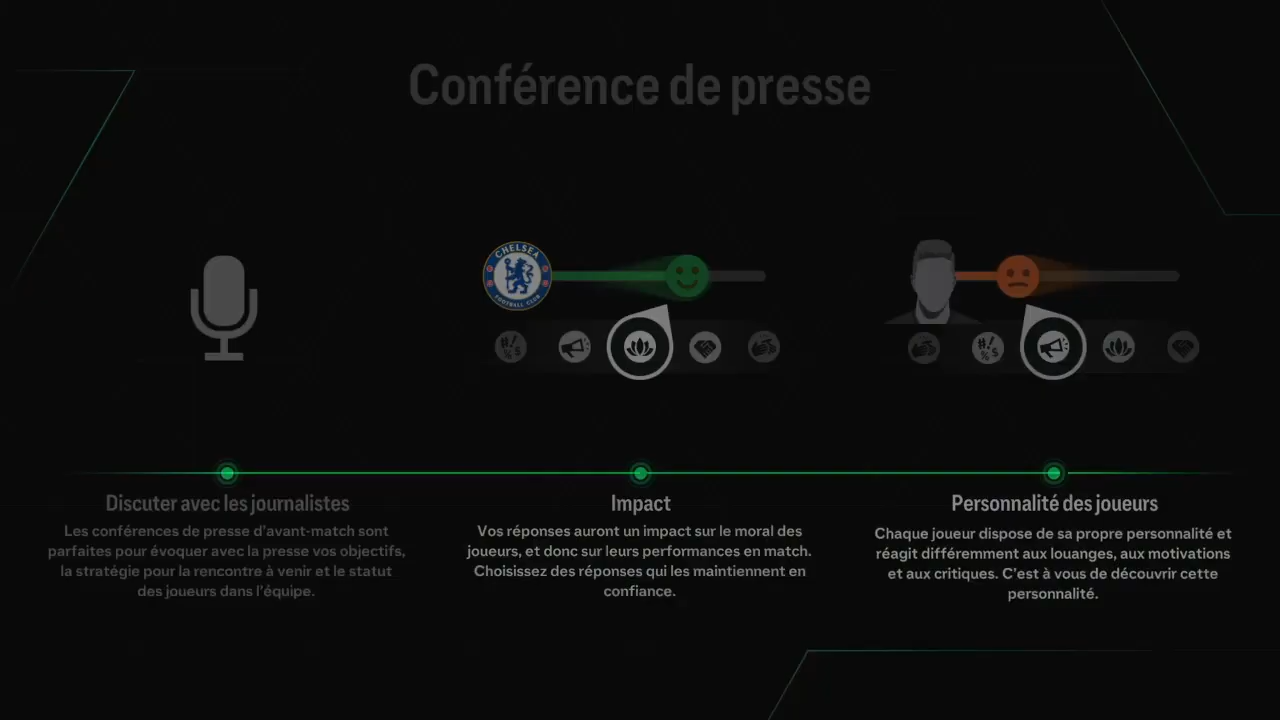 Conférence de presse
CHELSEA
FOOTBALL CLUB
#!
%$
#!
%$
Discuter avec les journalistes
Les conférences de presse d'avant-match sont
parfaites pour évoquer avec la presse vos objectifs,
la stratégie pour la rencontre à venir et le statut
des joueurs dans l'équipe.
Impact
Vos réponses auront un impact sur le moral des
joueurs, et donc sur leurs performances en match.
Choisissez des réponses qui les maintiennent en
confiance.
Personnalité des joueurs
Chaque joueur dispose de sa propre personnalité et
réagit différemment aux louanges, aux motivations
et aux critiques. C'est à vous de découvrir cette
personnalité.